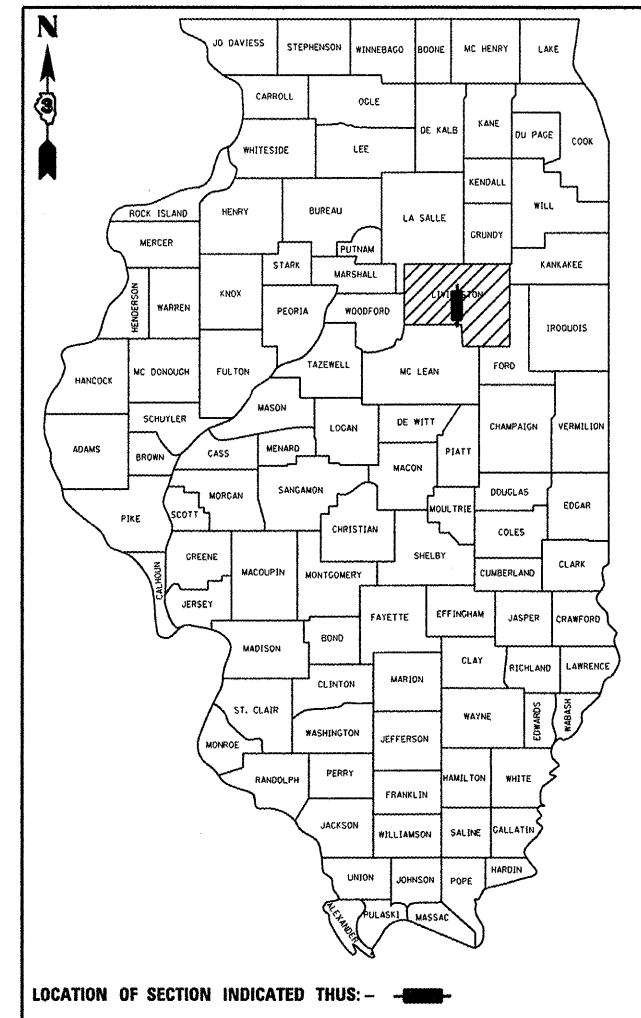 N
3
JO DAVIESS STEPHENSON WINNEBAGO BOONE MC HENRY LAKE
CARROLL OGLE DE KALB KANE DU PAGE COOK
WHITESIDE LEE
KENDALL
ROCK ISLAND HENRY BUREAU LA SALLE WILL
MERCER PUTNAM GRUNDY
STARK MARSHALL KANKAKEE
HENDERSON WARREN KNOX PEORIA WOODFORD LIVINGSTON IROQUOIS
HANCOCK MC DONOUGH FULTON TAZEWELL MC LEAN FORD
SCHUYLER MASON LOGAN DE WITT CHAMPAIGN VERMILION
ADAMS BROWN CASS MENARD MACON PIATT
MORGAN SANGAMON DOUGLAS EDGAR
PIKE SCOTT CHRISTIAN MOULTRIE COLES
GREENE MACOUPIN MONTGOMERY SHELBY CUMBERLAND CLARK
CALHOUN JERSEY FAYETTE EFFINGHAM JASPER CRAWFORD
MADISON BOND
CLAY RICHLAND LAWRENCE
CLINTON MARION
ST. CLAIR WAYNE EDWARDS WABASH
WASHINGTON JEFFERSON
MONROE
RANDOLPH PERRY HAMILTON WHITE
FRANKLIN
JACKSON WILLIAMSON SALINE GALLATIN
UNION JOHNSON POPE HARDIN
ALEXANDER PULASKI MASSAC
LOCATION OF SECTION INDICATED THUS: –